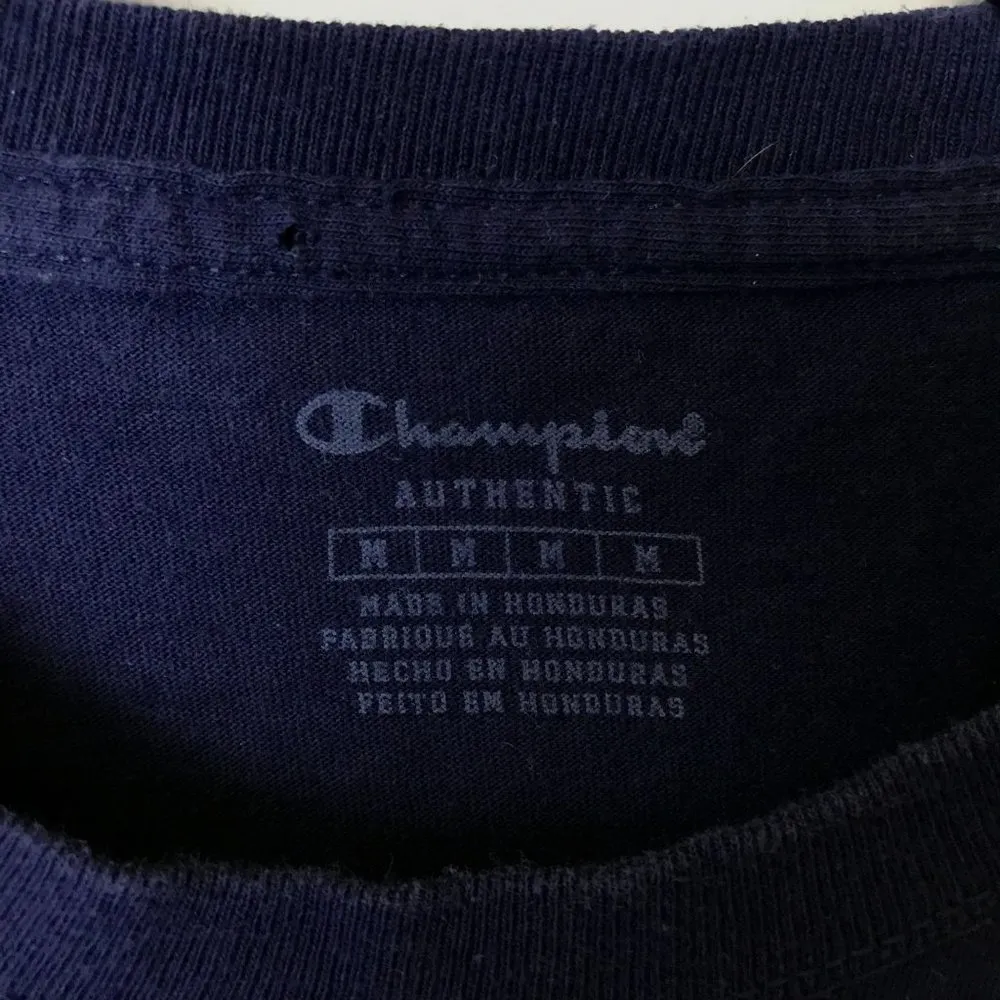 Champion®
AUTHENTIC
M M M M
MADE IN HONDURAS
FABRIQUE AU HONDURAS
HECHO EN HONDURAS
FEITO EM HONDURAS